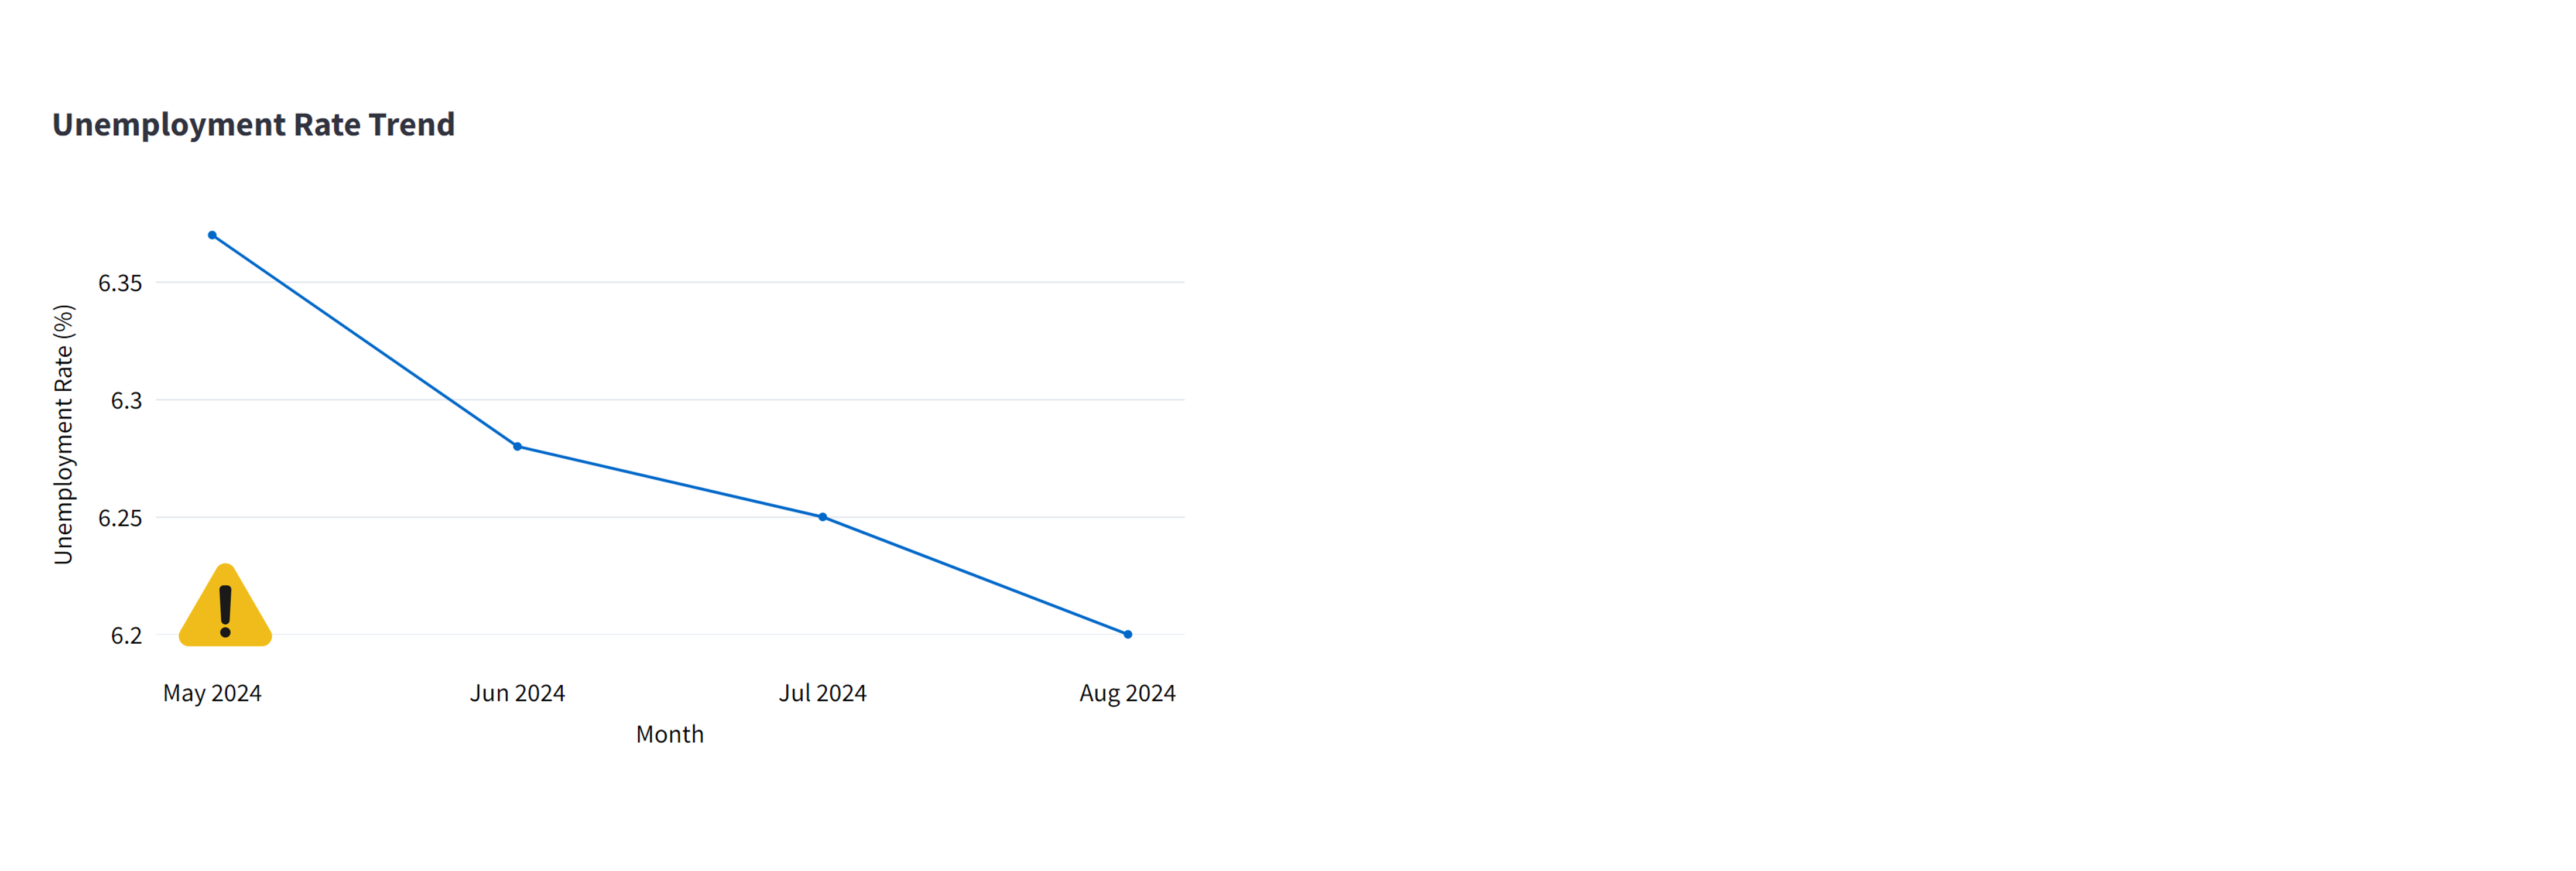 Unemployment Rate Trend
Unemployment Rate (%)
6.35
6.3
6.25
6.2
May 2024 Jun 2024 Jul 2024 Aug 2024
Month